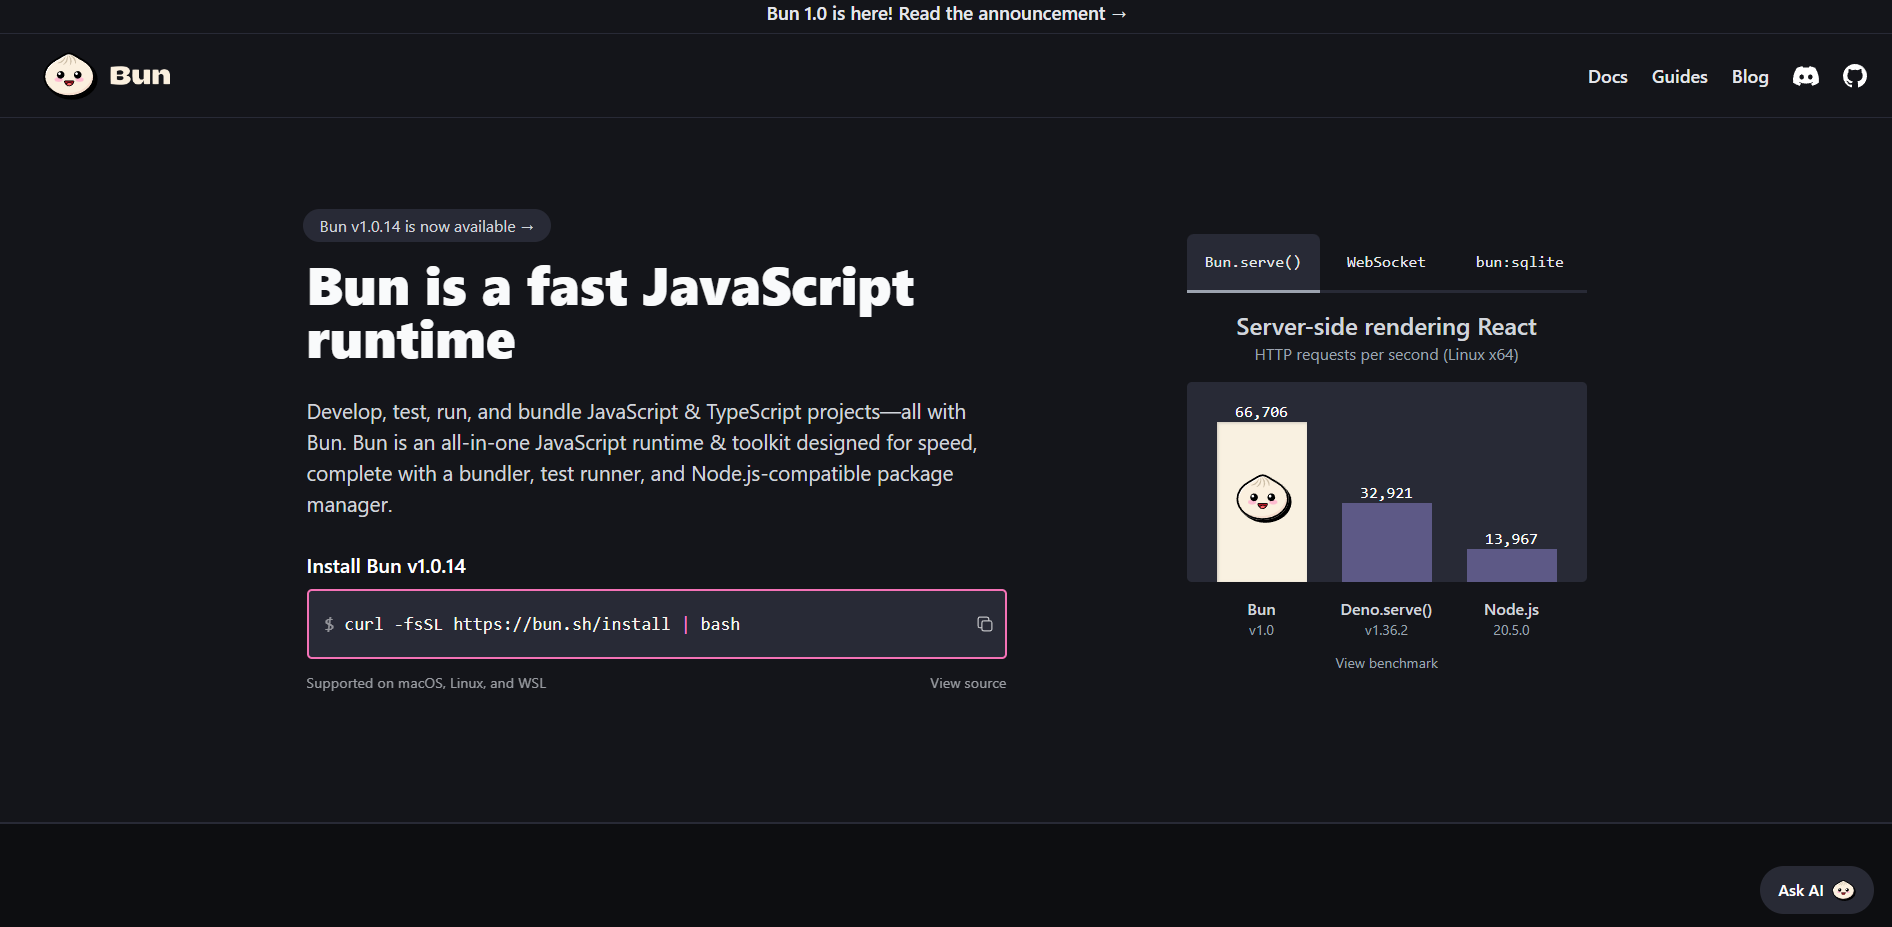 Bun 1.0 is here! Read the announcement →
Bun
Docs
Guides
Blog
Bun v1.0.14 is now available →
Bun is a fast JavaScript
runtime
Develop, test, run, and bundle JavaScript & TypeScript projects—all with
Bun. Bun is an all-in-one JavaScript runtime & toolkit designed for speed,
complete with a bundler, test runner, and Node.js-compatible package
manager.
Install Bun v1.0.14
$ curl -fsSL https://bun.sh/install | bash
Supported on macOS, Linux, and WSL
View source
Bun.serve()
WebSocket
bun:sqlite
Server-side rendering React
HTTP requests per second (Linux x64)
66,706
32,921
13,967
Bun
v1.0
Deno.serve()
v1.36.2
Node.js
20.5.0
View benchmark
Ask AI